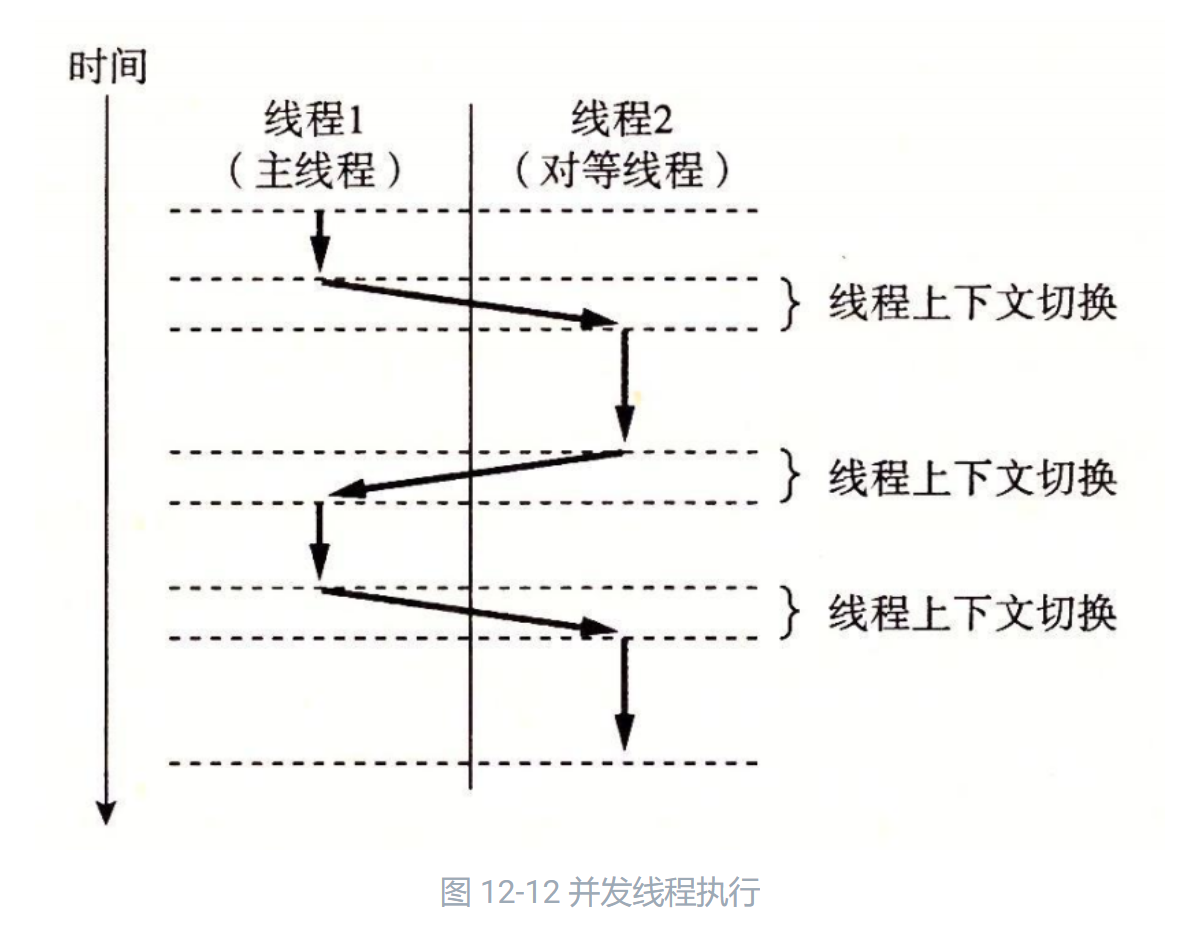 时间
线程1
（主线程）
线程2
（对等线程）
线程上下文切换
线程上下文切换
线程上下文切换
图 12-12 并发线程执行